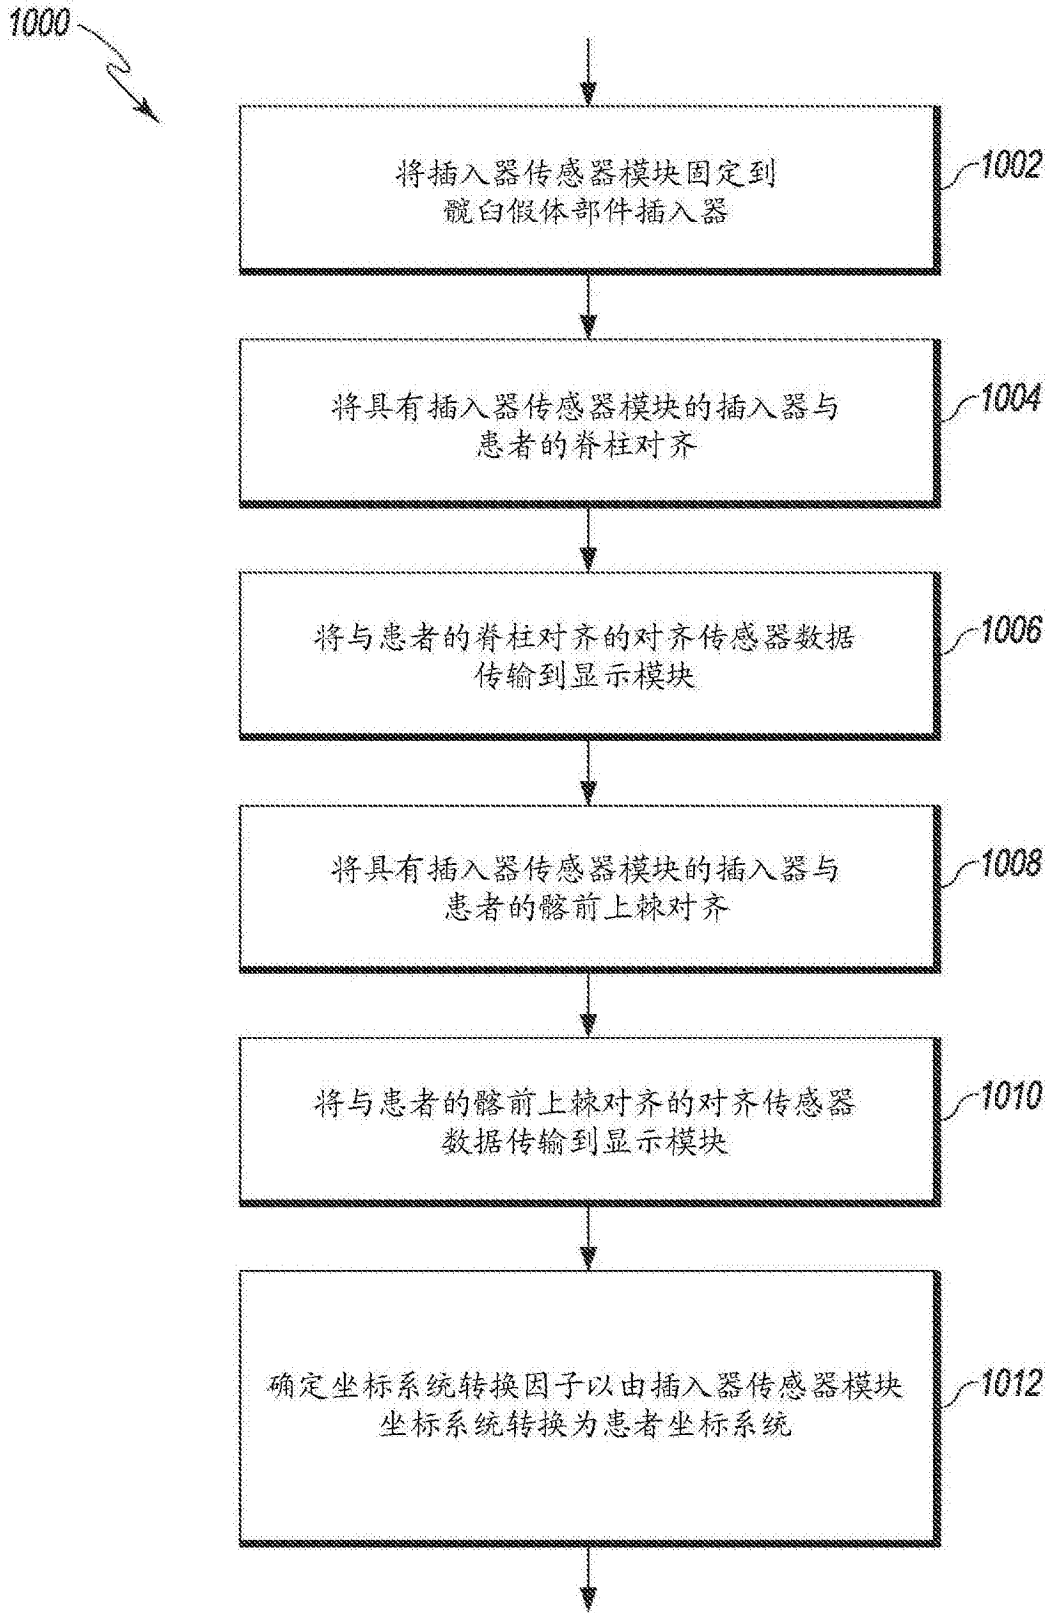 1000
将插入器传感器模块固定到
髋臼假体部件插入器
1002
将具有插入器传感器模块的插入器与
患者的脊柱对齐
1004
将与患者的脊柱对齐的对齐传感器数据
传输到显示模块
1006
将具有插入器传感器模块的插入器与
患者的髂前上棘对齐
1008
将与患者的髂前上棘对齐的对齐传感器
数据传输到显示模块
1010
确定坐标系统转换因子以由插入器传感器模块
坐标系统转换为患者坐标系统
1012